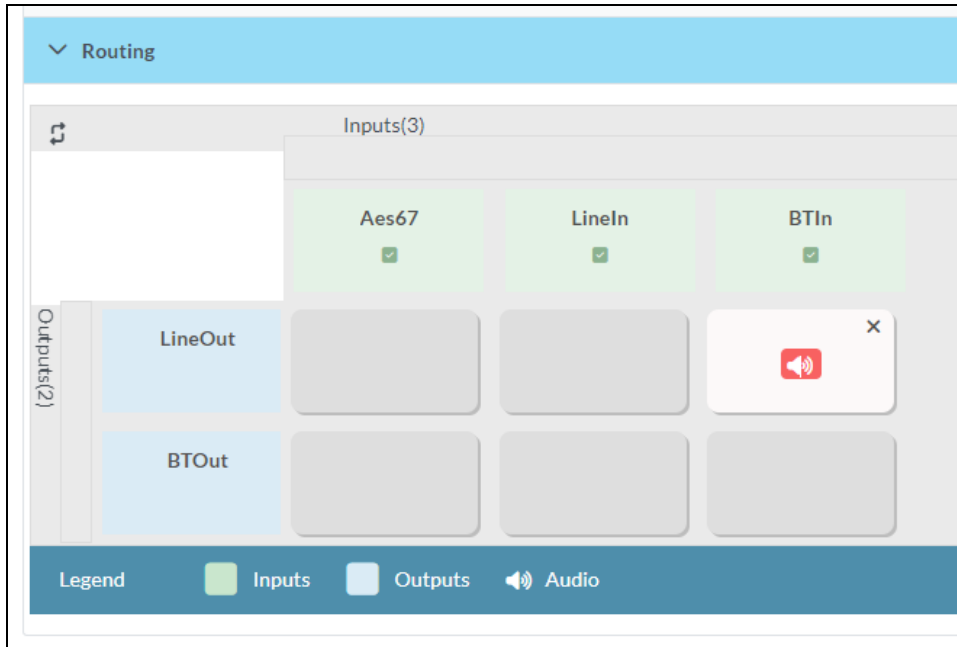 Routing
Inputs(3)
Aes67 LineIn BTIn
Outputs(2)
LineOut
BTOut
Legend Inputs Outputs Audio